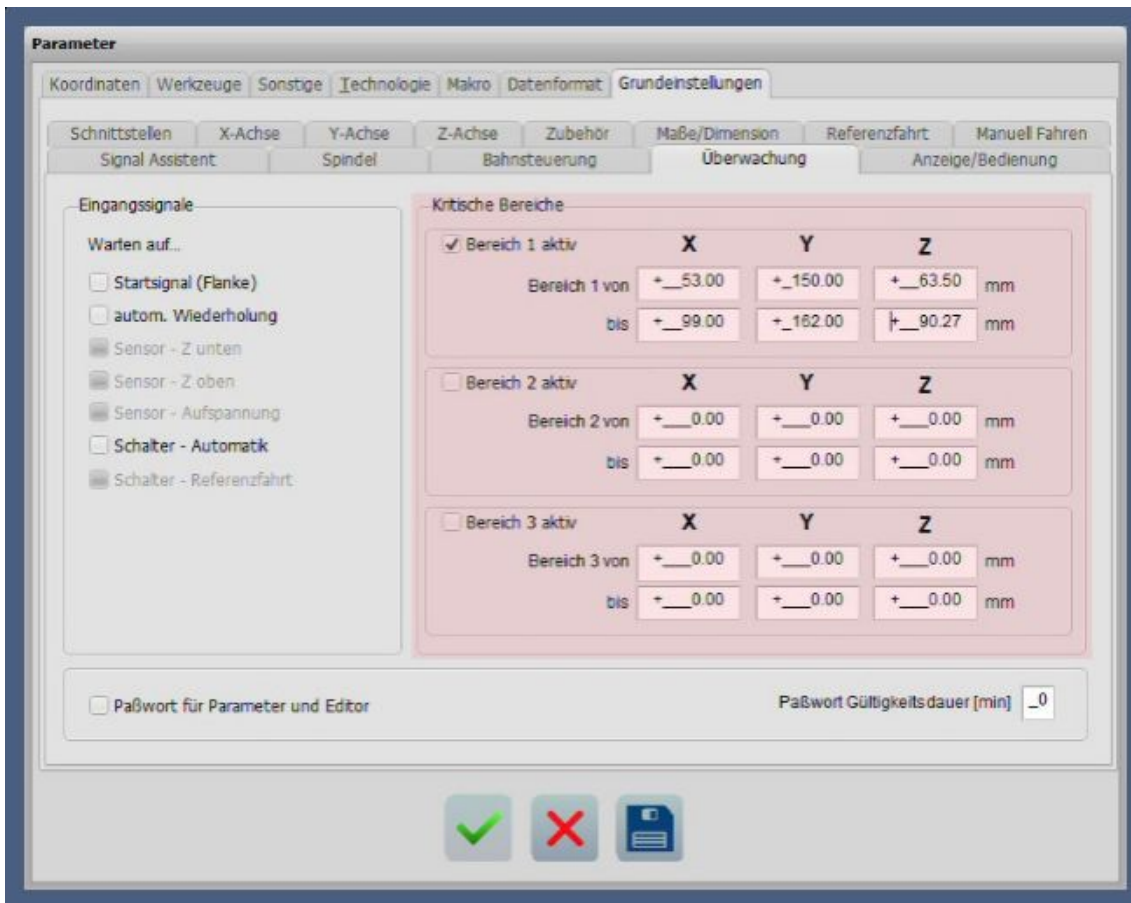 Parameter
Koordinaten Werkzeuge Sonstige Technologie Makro Datenformat Grundeinstellungen
Schnittstellen X-Achse Y-Achse Z-Achse Zubehör Maße/Dimension Referenzfahrt Manuell Fahren
Signal Assistent Spindel Bahnsteuerung Überwachung Anzeige/Bedienung
Eingangssignale
Warten auf...
Startsignal (Flanke)
autom. Wiederholung
Sensor - Z unten
Sensor - Z oben
Sensor - Aufspannung
Schalter - Automatik
Schalter - Referenzfahrt
Kritische Bereiche
Bereich 1 aktiv X Y Z
Bereich 1 von +__53.00 +_150.00 +__63.50 mm
bis +__99.00 +_162.00 +__90.27 mm
Bereich 2 aktiv X Y Z
Bereich 2 von +___0.00 +___0.00 +___0.00 mm
bis +___0.00 +___0.00 +___0.00 mm
Bereich 3 aktiv X Y Z
Bereich 3 von +___0.00 +___0.00 +___0.00 mm
bis +___0.00 +___0.00 +___0.00 mm
Paßwort für Parameter und Editor
Paßwort Gültigkeitsdauer [min] _0